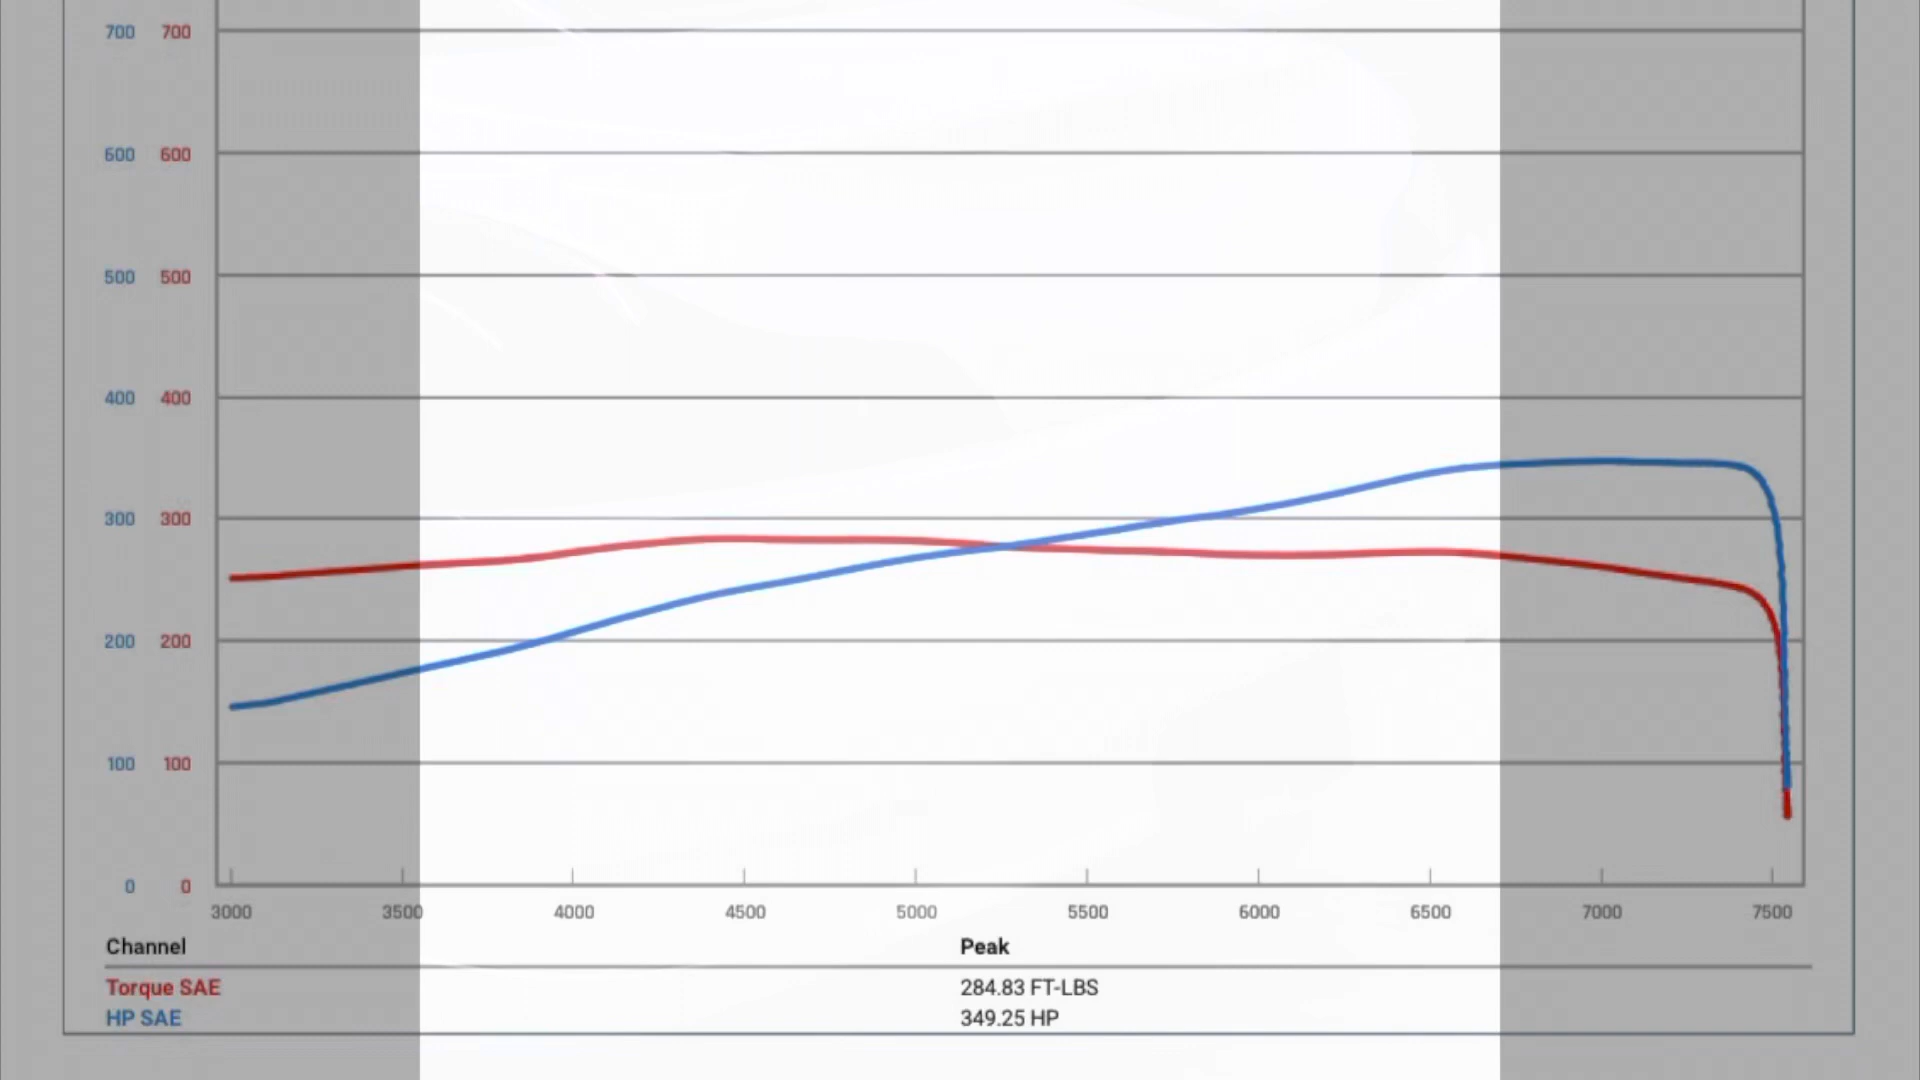 700 700
600 600
500 500
400 400
300 300
200 200
100 100
0 0
3000 3500 4000 4500 5000 5500 6000 6500 7000 7500
Channel Peak
Torque SAE 284.83 FT-LBS
HP SAE 349.25 HP